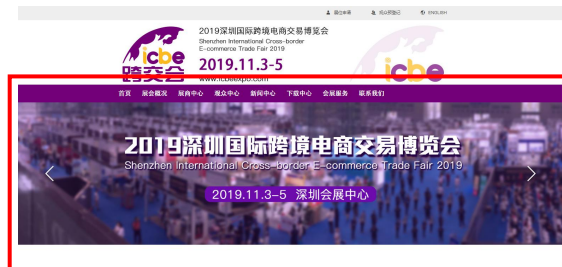 展位申请 观众预登记 ENGLISH
icbe
跨交会
2019深圳国际跨境电商交易博览会
Shenzhen International Cross-border
E-commerce Trade Fair 2019
2019.11.3-5
www.icbeexpo.com
icbe
首页 展会概况 展商中心 观众中心 新闻中心 下载中心 会展服务 联系我们
2019深圳国际跨境电商交易博览会
Shenzhen International Cross-border E-commerce Trade Fair 2019
2019.11.3-5 深圳会展中心